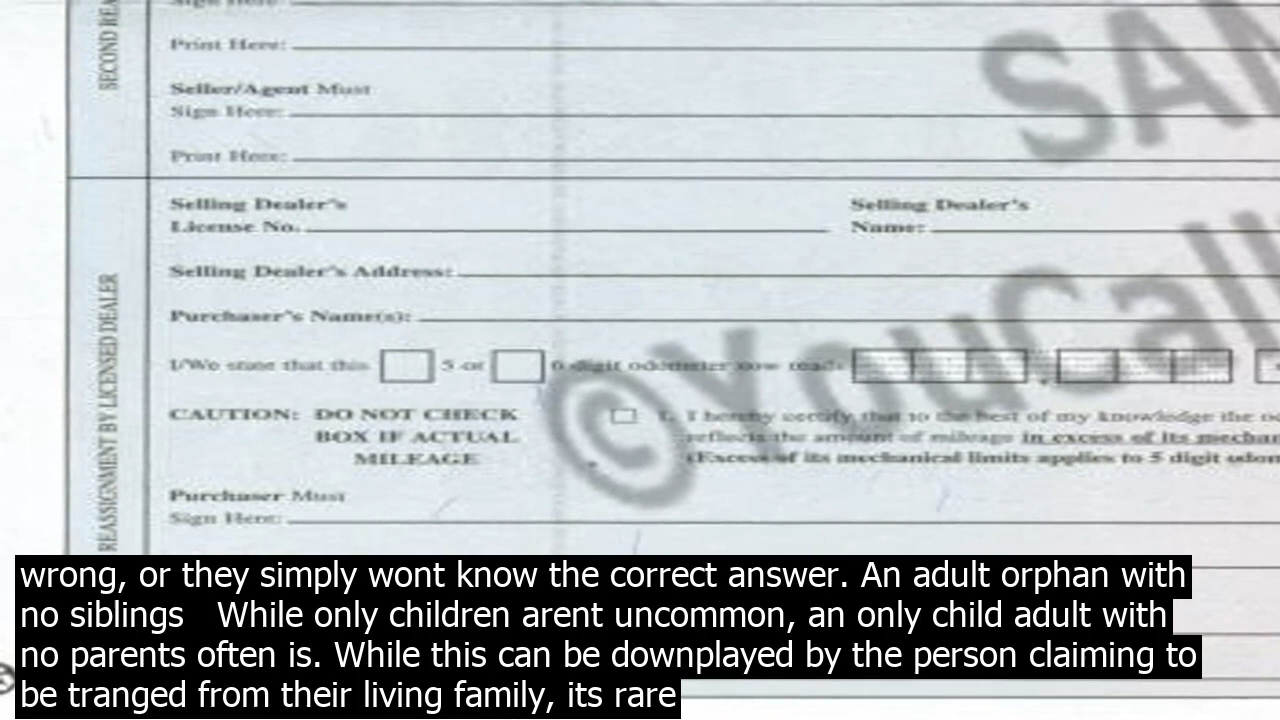 SECOND REA
Sign Here:
Print Here:
Seller/Agent Must
Sign Here:
Print Here:
REASSIGNMENT BY LICENSED DEALER
Selling Dealer's
License No.
Selling Dealer's
Name:
Selling Dealer's Address:
Purchaser's Name(s):
I/We state that this 5 or 6 digit odometer now reads
CAUTION: DO NOT CHECK
BOX IF ACTUAL
MILEAGE
1. I hereby certify that to the best of my knowledge the
reflects the amount of mileage in excess of its
(Excess of its mechanical limits applies to 5 digit
Purchaser Must
Sign Here:
SAM
©YouCall
wrong, or they simply wont know the correct answer. An adult orphan with
no siblings While only children arent uncommon, an only child adult with
no parents often is. While this can be downplayed by the person claiming to
be tranged from their living family, its rare